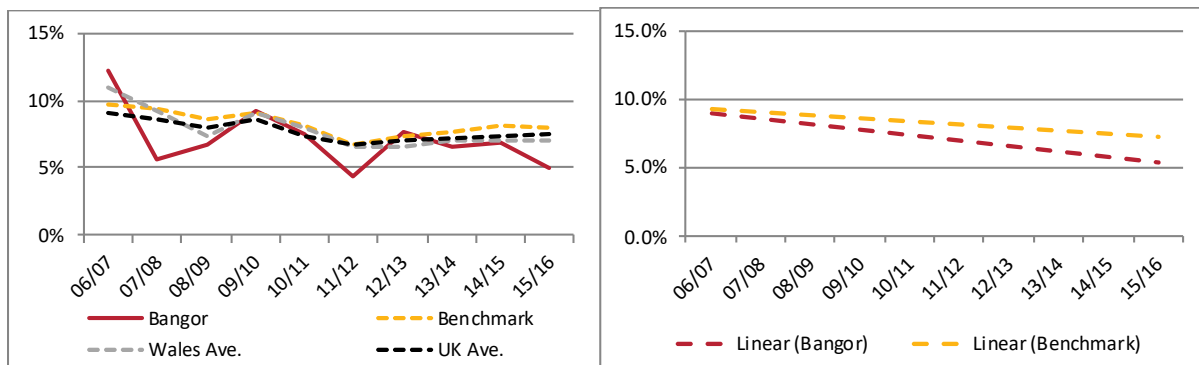 15%
10%
5%
0%
06/07 07/08 08/09 09/10 10/11 11/12 12/13 13/14 14/15 15/16
Bangor Benchmark
Wales Ave. UK Ave.
15.0%
10.0%
5.0%
0.0%
06/07 07/08 08/09 09/10 10/11 11/12 12/13 13/14 14/15 15/16
Linear (Bangor) Linear (Benchmark)